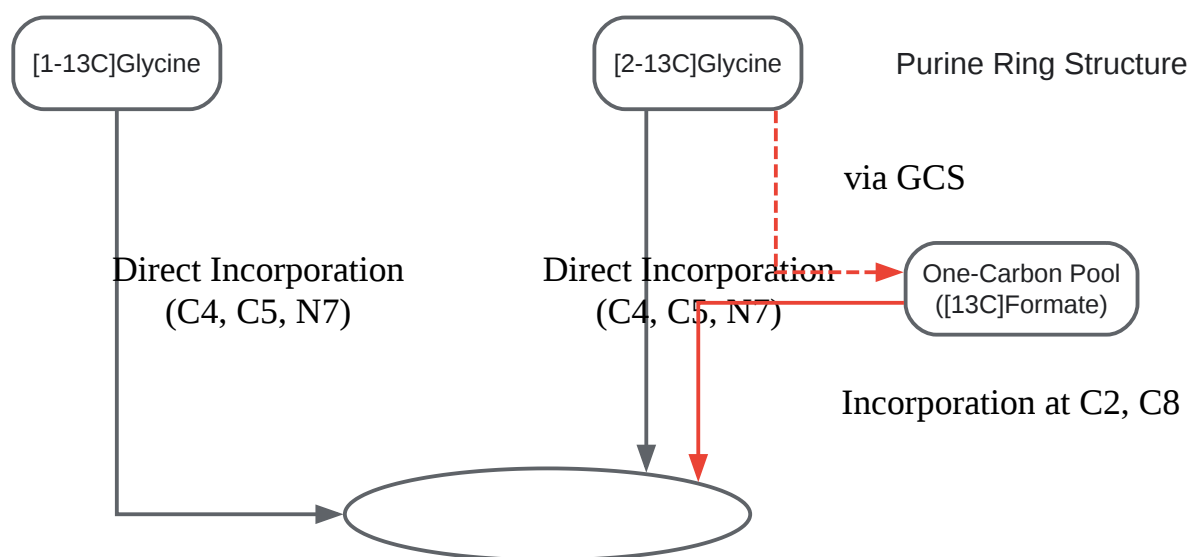 [1-13C]Glycine
[2-13C]Glycine
Purine Ring Structure
via GCS
Direct Incorporation
(C4, C5, N7)
Direct Incorporation
(C4, C5, N7)
One-Carbon Pool
([13C]Formate)
Incorporation at C2, C8